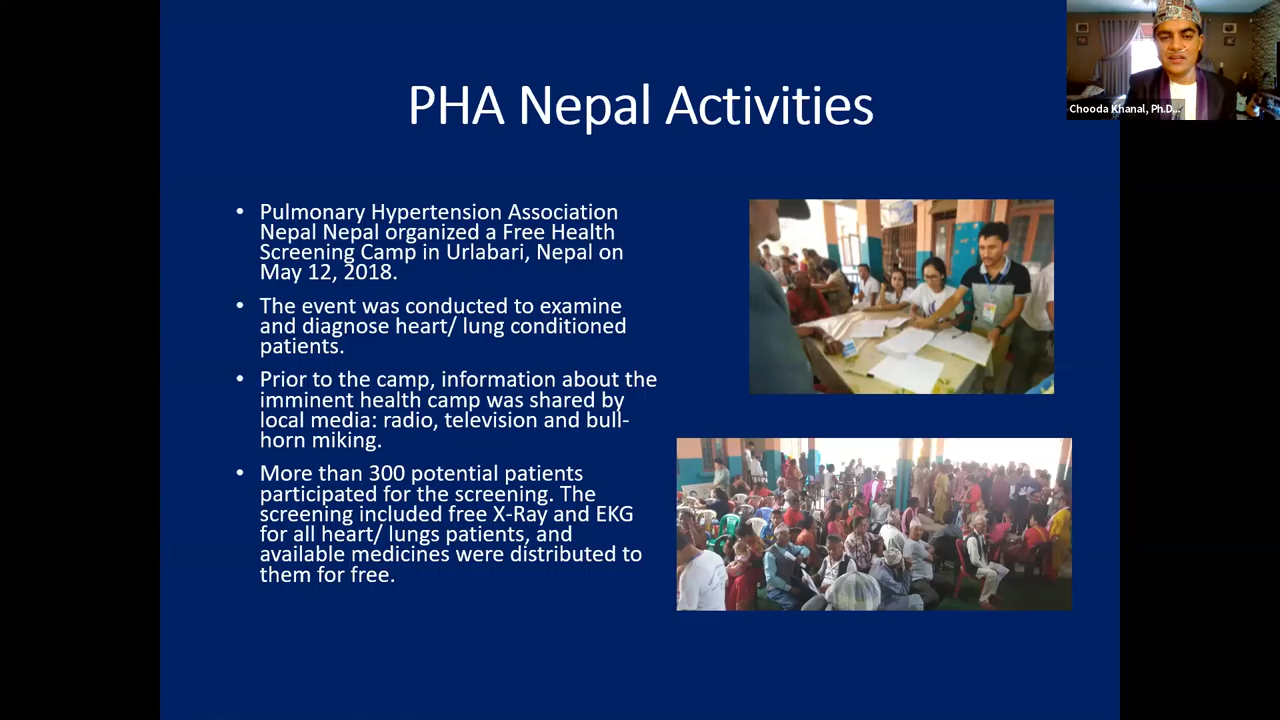 PHA Nepal Activities
Chooda Khanal, Ph.D...
• Pulmonary Hypertension Association
Nepal Nepal organized a Free Health
Screening Camp in Urlabari, Nepal on
May 12, 2018.
• The event was conducted to examine
and diagnose heart/ lung conditioned
patients.
• Prior to the camp, information about the
imminent health camp was shared by
local media: radio, television and bull-
horn miking.
• More than 300 potential patients
participated for the screening. The
screening included free X-Ray and EKG
for all heart/ lungs patients, and
available medicines were distributed to
them for free.